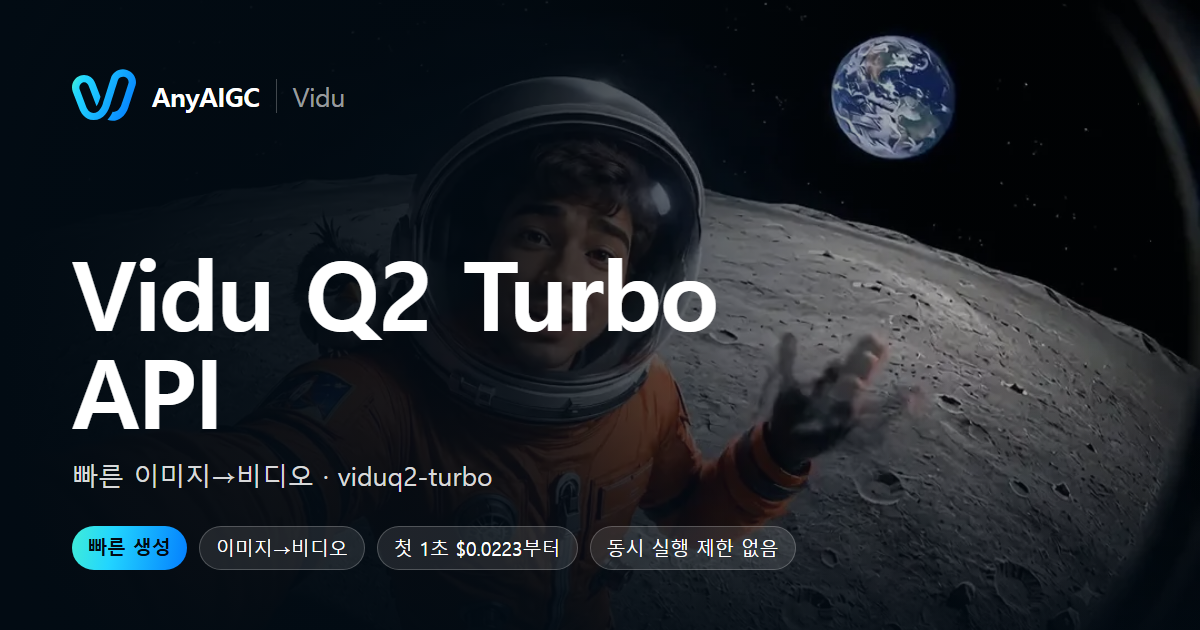 AnyAIGC | Vidu
Vidu Q2 Turbo
API
빠른 이미지→비디오 · viduq2-turbo
빠른 생성 이미지→비디오 첫 1초 $0.0223부터 동시 실행 제한 없음